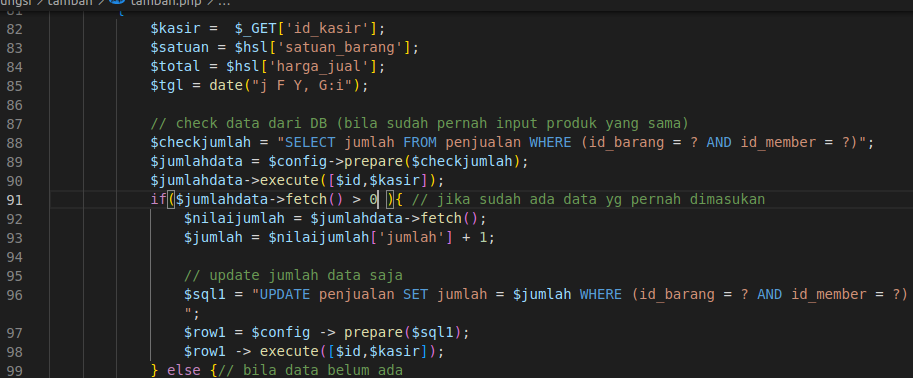 ungsi > tambah > tambah.php > ...
81 {
82 $kasir =  $_GET['id_kasir'];
83 $satuan = $hsl['satuan_barang'];
84 $total = $hsl['harga_jual'];
85 $tgl = date("j F Y, G:i");
86
87 // check data dari DB (bila sudah pernah input produk yang sama)
88 $checkjumlah = "SELECT jumlah FROM penjualan WHERE (id_barang = ? AND id_member = ?)";
89 $jumlahdata = $config->prepare($checkjumlah);
90 $jumlahdata->execute([$id,$kasir]);
91 if($jumlahdata->fetch() > 0 ){ // jika sudah ada data yg pernah dimasukan
92 $nilaijumlah = $jumlahdata->fetch();
93 $jumlah = $nilaijumlah['jumlah'] + 1;
94
95 // update jumlah data saja
96 $sql1 = "UPDATE penjualan SET jumlah = $jumlah WHERE (id_barang = ? AND id_member = ?)
";
97 $row1 = $config -> prepare($sql1);
98 $row1 -> execute([$id,$kasir]);
99 } else {// bila data belum ada